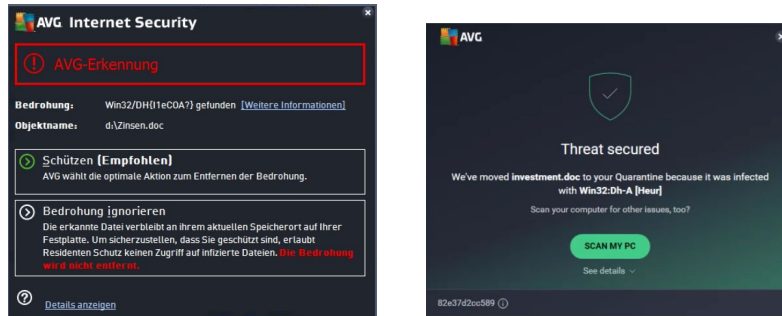 AVG Internet Security
AVG-Erkennung
Bedrohung: Win32/DH{I1eCOA?} gefunden [Weitere Informationen]
Objektname: d:\Zinsen.doc
Schützen (Empfohlen)
AVG wählt die optimale Aktion zum Entfernen der Bedrohung.
Bedrohung ignorieren
Die erkannte Datei verbleibt an ihrem aktuellen Speicherort auf Ihrer
Festplatte. Um sicherzustellen, dass Sie geschützt sind, erlaubt
Residenten Schutz keinen Zugriff auf infizierte Dateien. Die Bedrohung
wird nicht entfernt.
Details anzeigen
AVG
Threat secured
We've moved investment.doc to your Quarantine because it was infected
with Win32:Dh-A [Heur]
Scan your computer for other issues, too?
SCAN MY PC
See details
82e37d2cc589